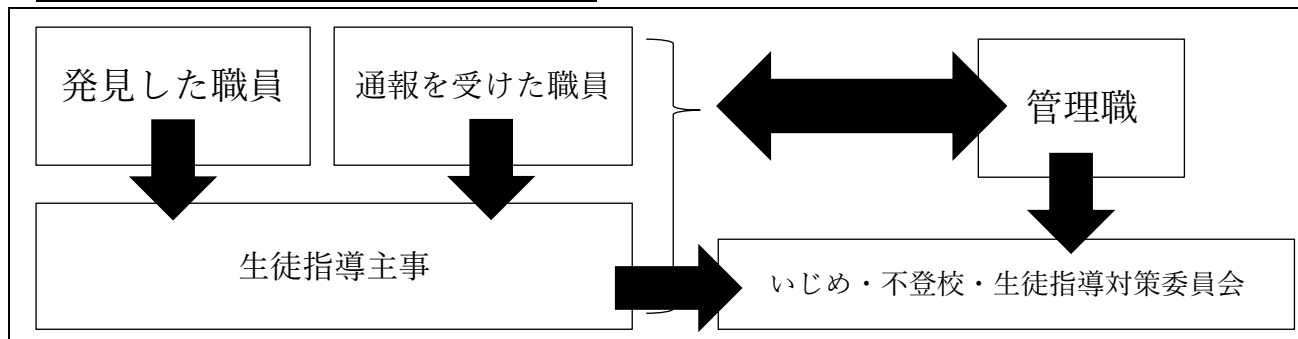 発見した職員
通報を受けた職員
管理職
生徒指導主事
いじめ・不登校・生徒指導対策委員会